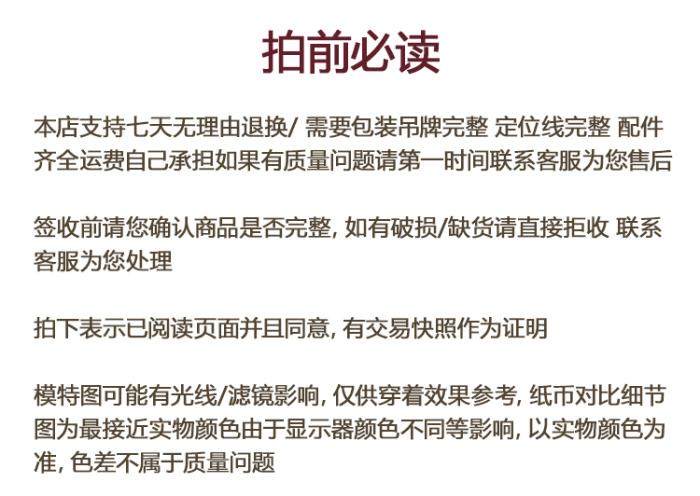 拍前必读
本店支持七天无理由退换/ 需要包装吊牌完整 定位线完整 配件
齐全运费自己承担如果有质量问题请第一时间联系客服为您售后
签收前请您确认商品是否完整, 如有破损/缺货请直接拒收 联系
客服为您处理
拍下表示已阅读页面并且同意, 有交易快照作为证明
模特图可能有光线/滤镜影响, 仅供穿着效果参考, 纸币对比细节
图为最接近实物颜色由于显示器颜色不同等影响, 以实物颜色为
准, 色差不属于质量问题